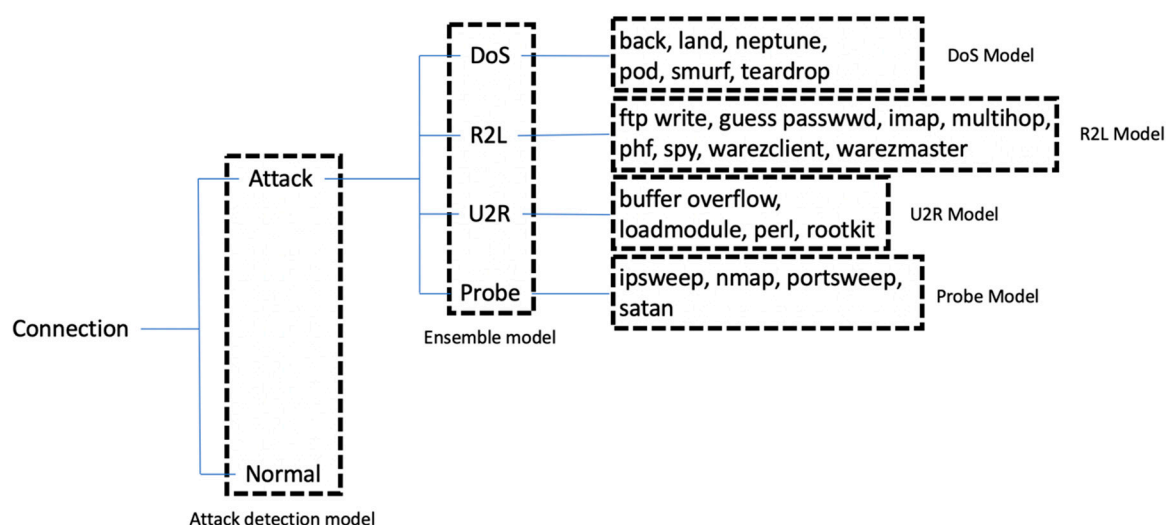 DoS
back, land, neptune,
pod, smurf, teardrop
DoS Model
R2L
ftp write, guess passwwd, imap, multihop,
phf, spy, warezclient, warezmaster
R2L Model
Attack
U2R
buffer overflow,
loadmodule, perl, rootkit
U2R Model
Probe
ipsweep, nmap, portsweep,
satan
Probe Model
Connection
Ensemble model
Normal
Attack detection model